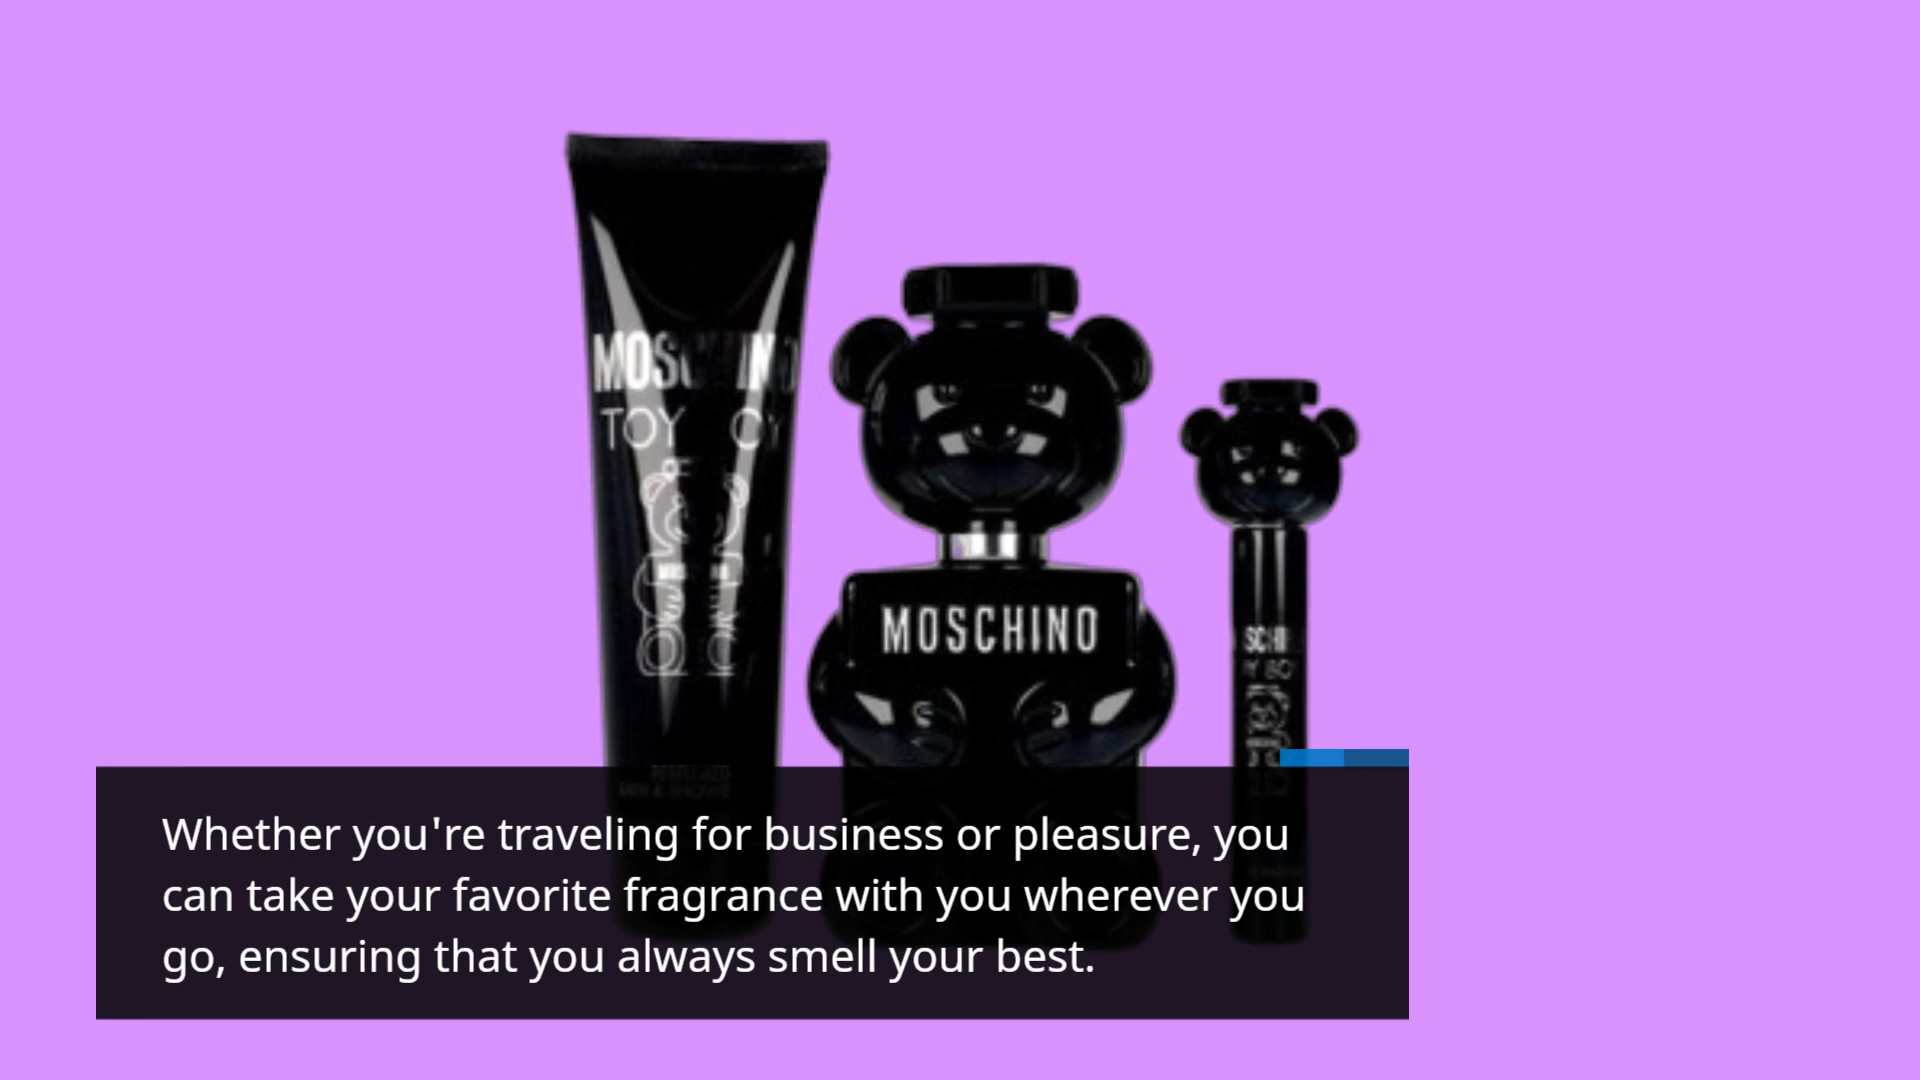 MOSCHINO
TOY BOY
MOSCHINO
Whether you're traveling for business or pleasure, you
can take your favorite fragrance with you wherever you
go, ensuring that you always smell your best.